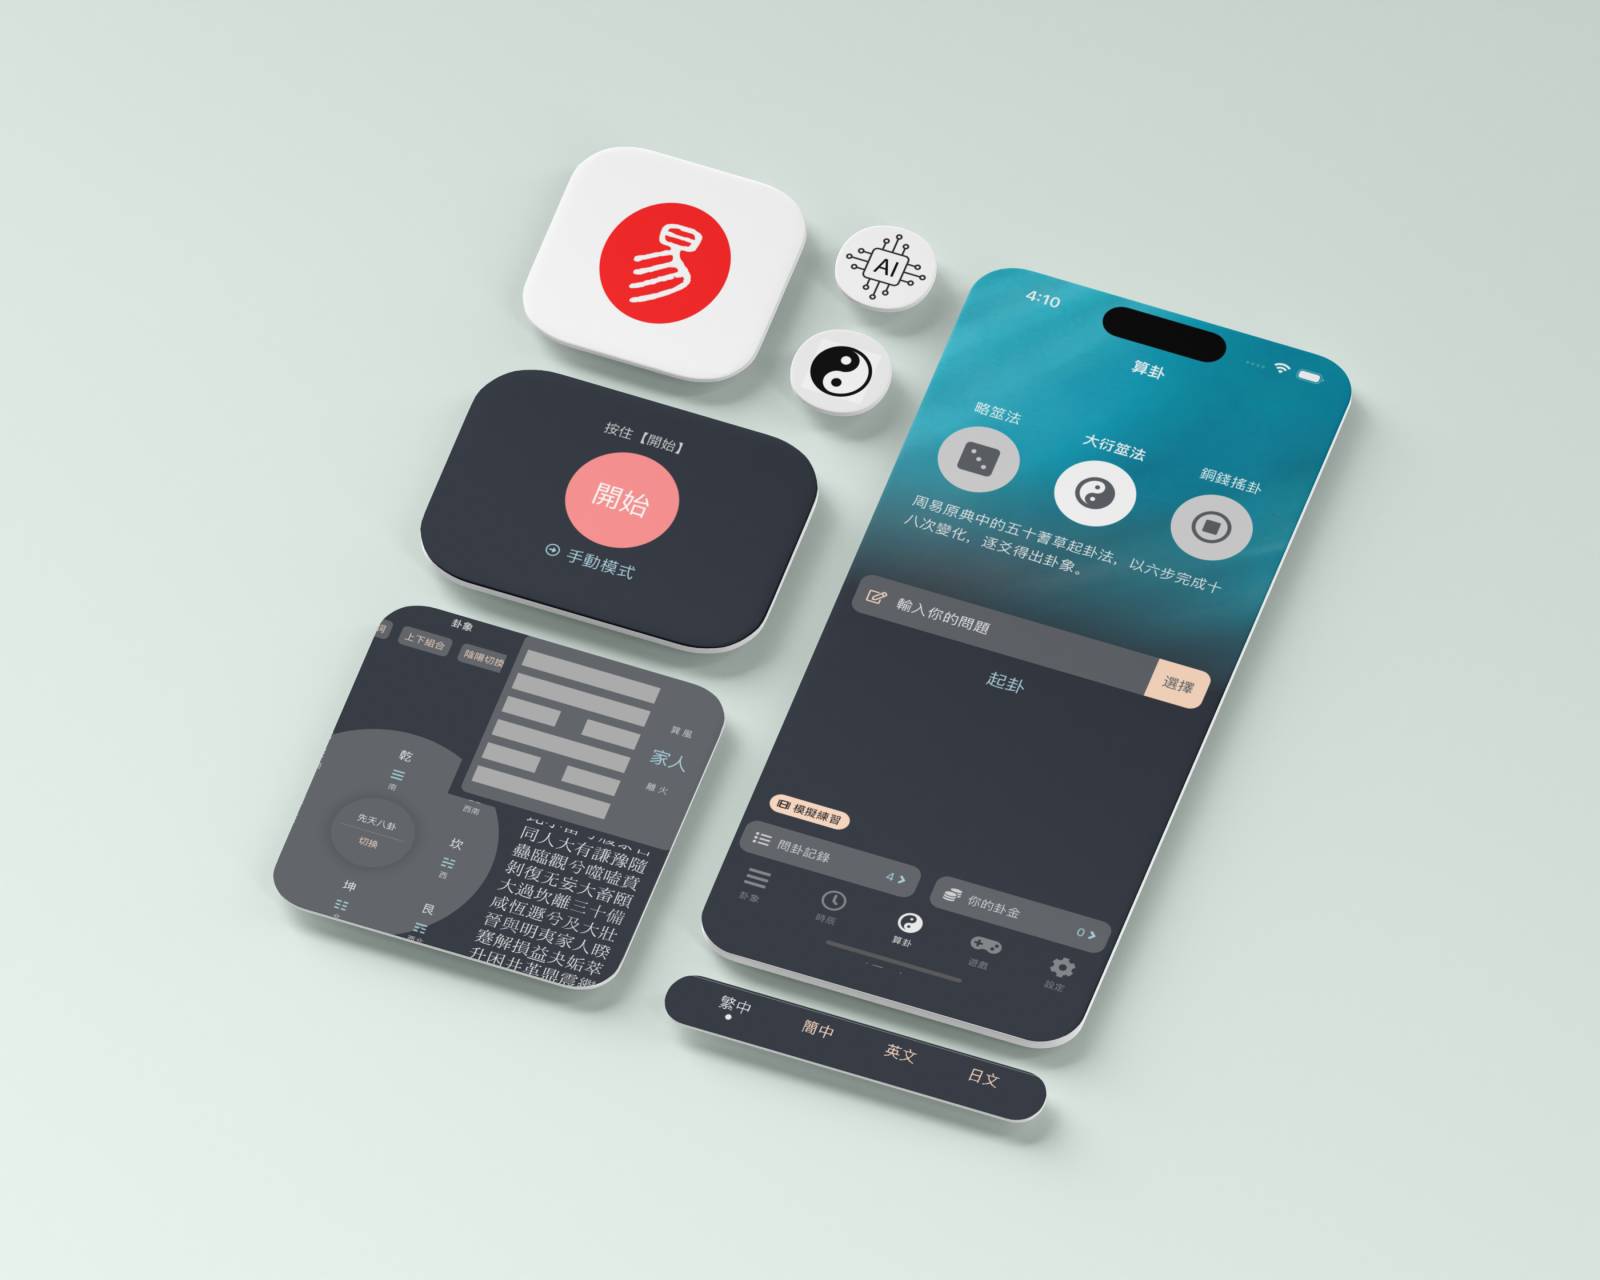 AI
4:10
算卦
略筮法
大衍筮法
銅錢搖卦
周易原典中的五十蓍草起卦法，以六步完成十
八次變化，逐爻得出卦象。
輸入你的問題
選擇
起卦
模擬練習
問卦記錄
4
你的卦金
0
卦象
時辰
算卦
遊戲
設定
按住【開始】
開始
手動模式
卦象
上下組合
陰陽切換
巽風
家人
離火
乾
南
西南
先天八卦
切換
坎
西
坤
艮
同人大有謙豫隨
蠱臨觀兮噬嗑賁
剝復无妄大畜頤
大過坎離三十備
咸恆遯兮及大壯
晉與明夷家人睽
蹇解損益夬姤萃
升困井革鼎震繼
繁中
簡中
英文
日文